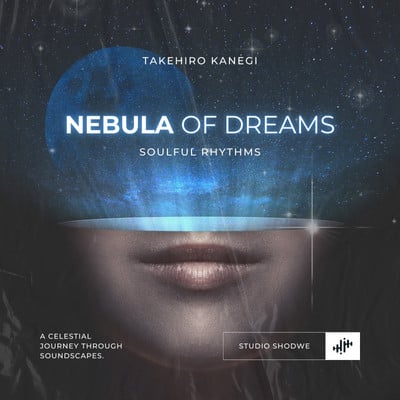 TAKEHIRO KANEGI
NEBULA OF DREAMS
SOULFUL RHYTHMS
A CELESTIAL
JOURNEY THROUGH
SOUNDSCAPES.
STUDIO SHODWE